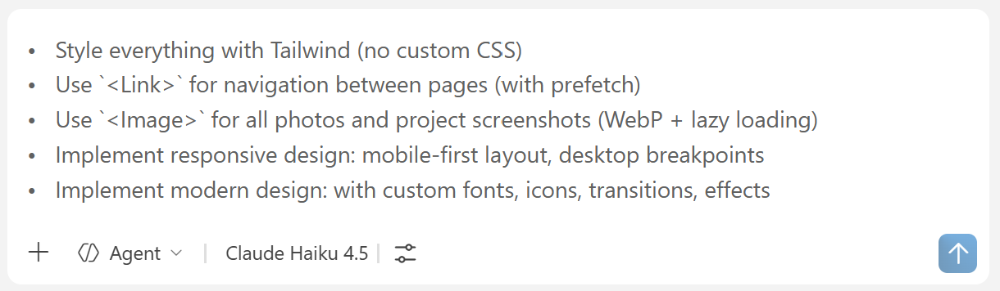 • Style everything with Tailwind (no custom CSS)
• Use `<Link>` for navigation between pages (with prefetch)
• Use `<Image>` for all photos and project screenshots (WebP + lazy loading)
• Implement responsive design: mobile-first layout, desktop breakpoints
• Implement modern design: with custom fonts, icons, transitions, effects
Agent Claude Haiku 4.5